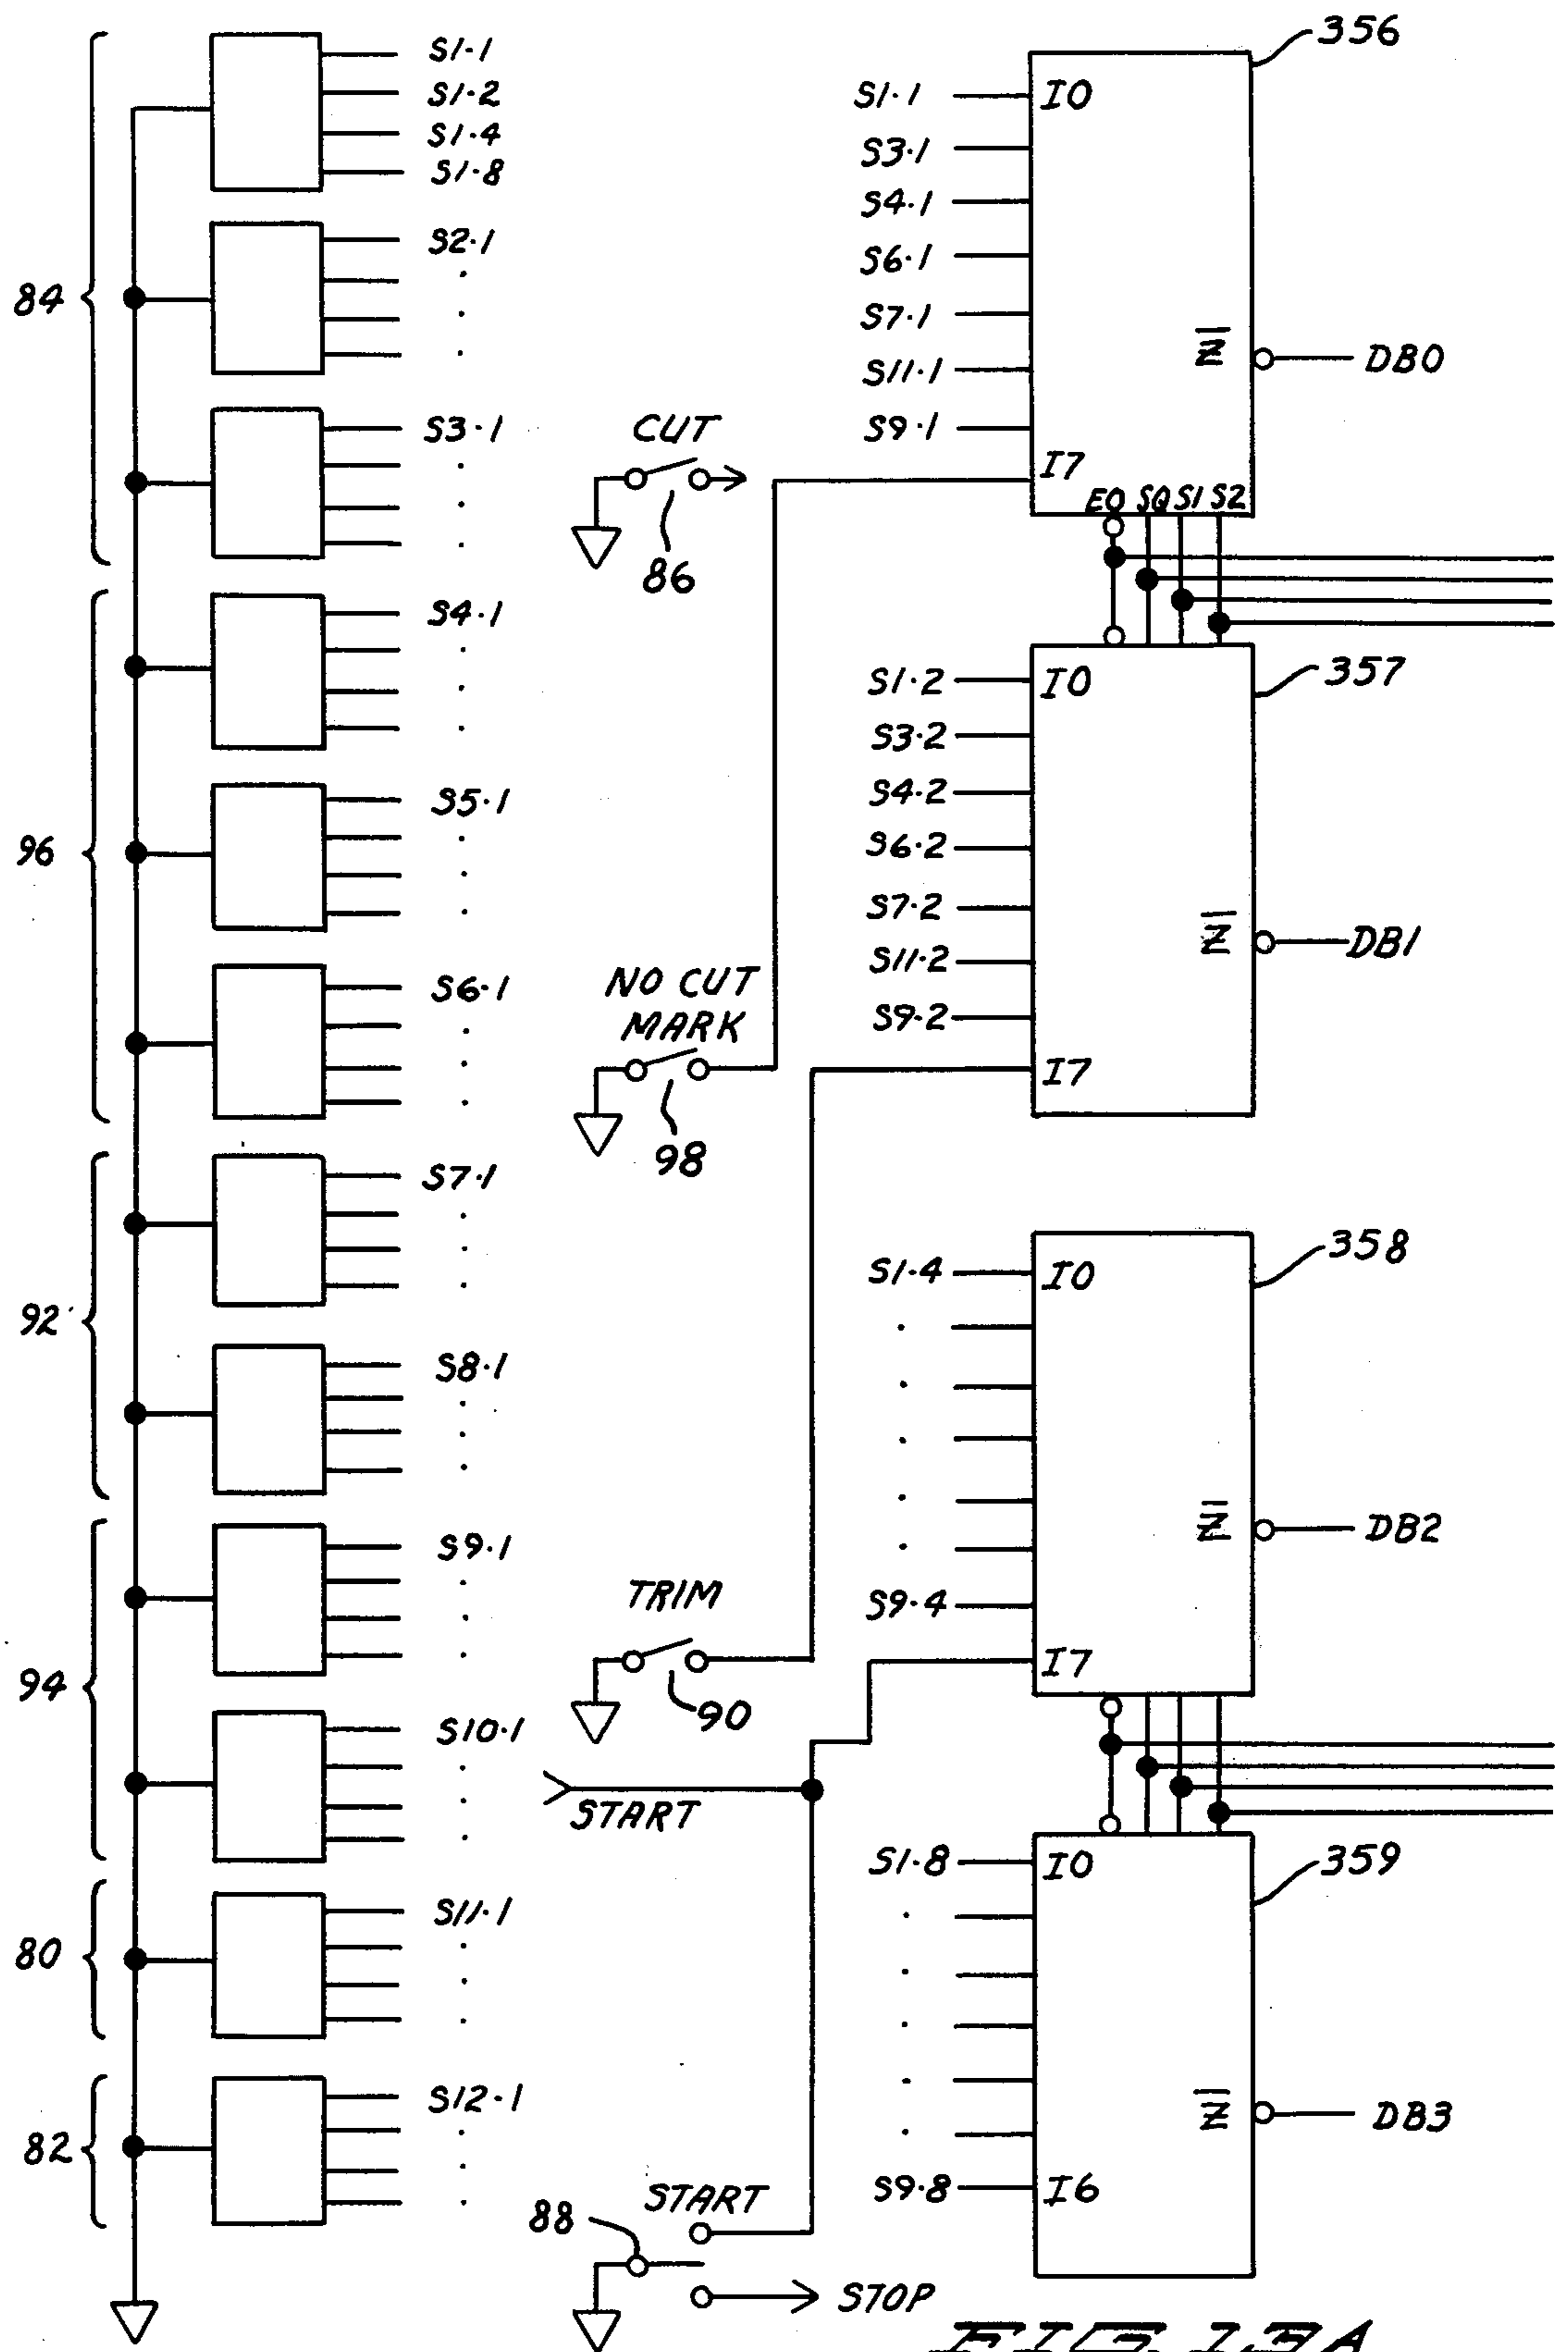 84
S1·1
S1·2
S1·4
S1·8
S2·1
S3·1
96
S4·1
S5·1
S6·1
92
S7·1
S8·1
94
S9·1
S10·1
80
S11·1
82
S12·1
CUT
86
NO CUT
MARK
98
TRIM
90
START
START
88
STOP
356
S1·1 I0
S3·1
S4·1
S6·1
S7·1
S11·1
S9·1
I7
Z DB0
E0 S0 S1 S2
357
S1·2 I0
S3·2
S4·2
S6·2
S7·2
S11·2
S9·2
I7
Z DB1
358
S1·4 I0
S9·4
I7
Z DB2
359
S1·8 I0
S9·8 I6
Z DB3